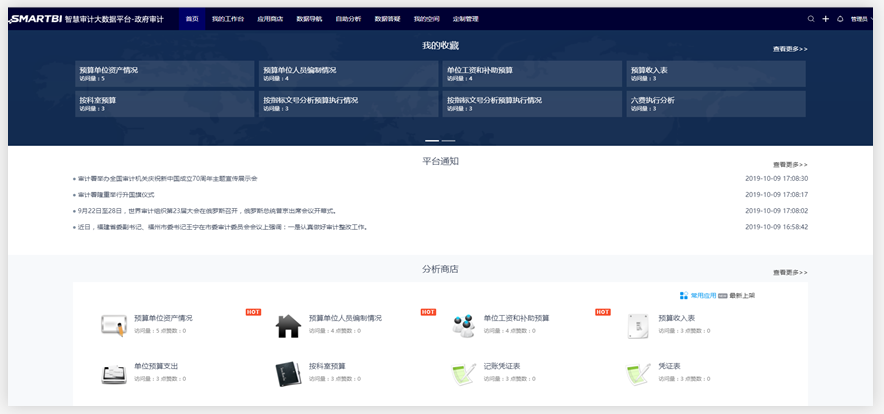 SMARTBI 智慧审计大数据平台-政府审计 首页 我的工作台 应用商店 数据导航 自助分析 数据答疑 我的空间 定制管理 管理员
我的收藏
查看更多>>
预算单位资产情况 预算单位人员编制情况 单位工资和补助预算 预算收入表
访问量：5 访问量：4 访问量：4 访问量：3
按科室预算 按指标文号分析预算执行情况 按指标文号分析预算执行情况 六费执行分析
访问量：3 访问量：3 访问量：3 访问量：3
平台通知
查看更多>>
» 审计署举办全国审计机关庆祝新中国成立70周年主题宣传展示会 2019-10-09 17:08:30
» 审计署隆重举行升国旗仪式 2019-10-09 17:08:17
» 9月22日至28日，世界审计组织第23届大会在俄罗斯召开，俄罗斯总统普京出席会议开幕式。 2019-10-09 17:08:02
» 近日，福建省委副书记、福州市委书记王宁在市委审计委员会会议上强调：一是认真做好审计整改工作。 2019-10-09 16:58:42
分析商店
查看更多>>
常用应用 最新上架
预算单位资产情况 HOT 预算单位人员编制情况 HOT 单位工资和补助预算 HOT 预算收入表
访问量：5 点赞数：0 访问量：4 点赞数：0 访问量：4 点赞数：0 访问量：3 点赞数：0
单位预算支出 按科室预算 记账凭证表 凭证表
访问量：3 点赞数：0 访问量：3 点赞数：0 访问量：3 点赞数：0 访问量：3 点赞数：0